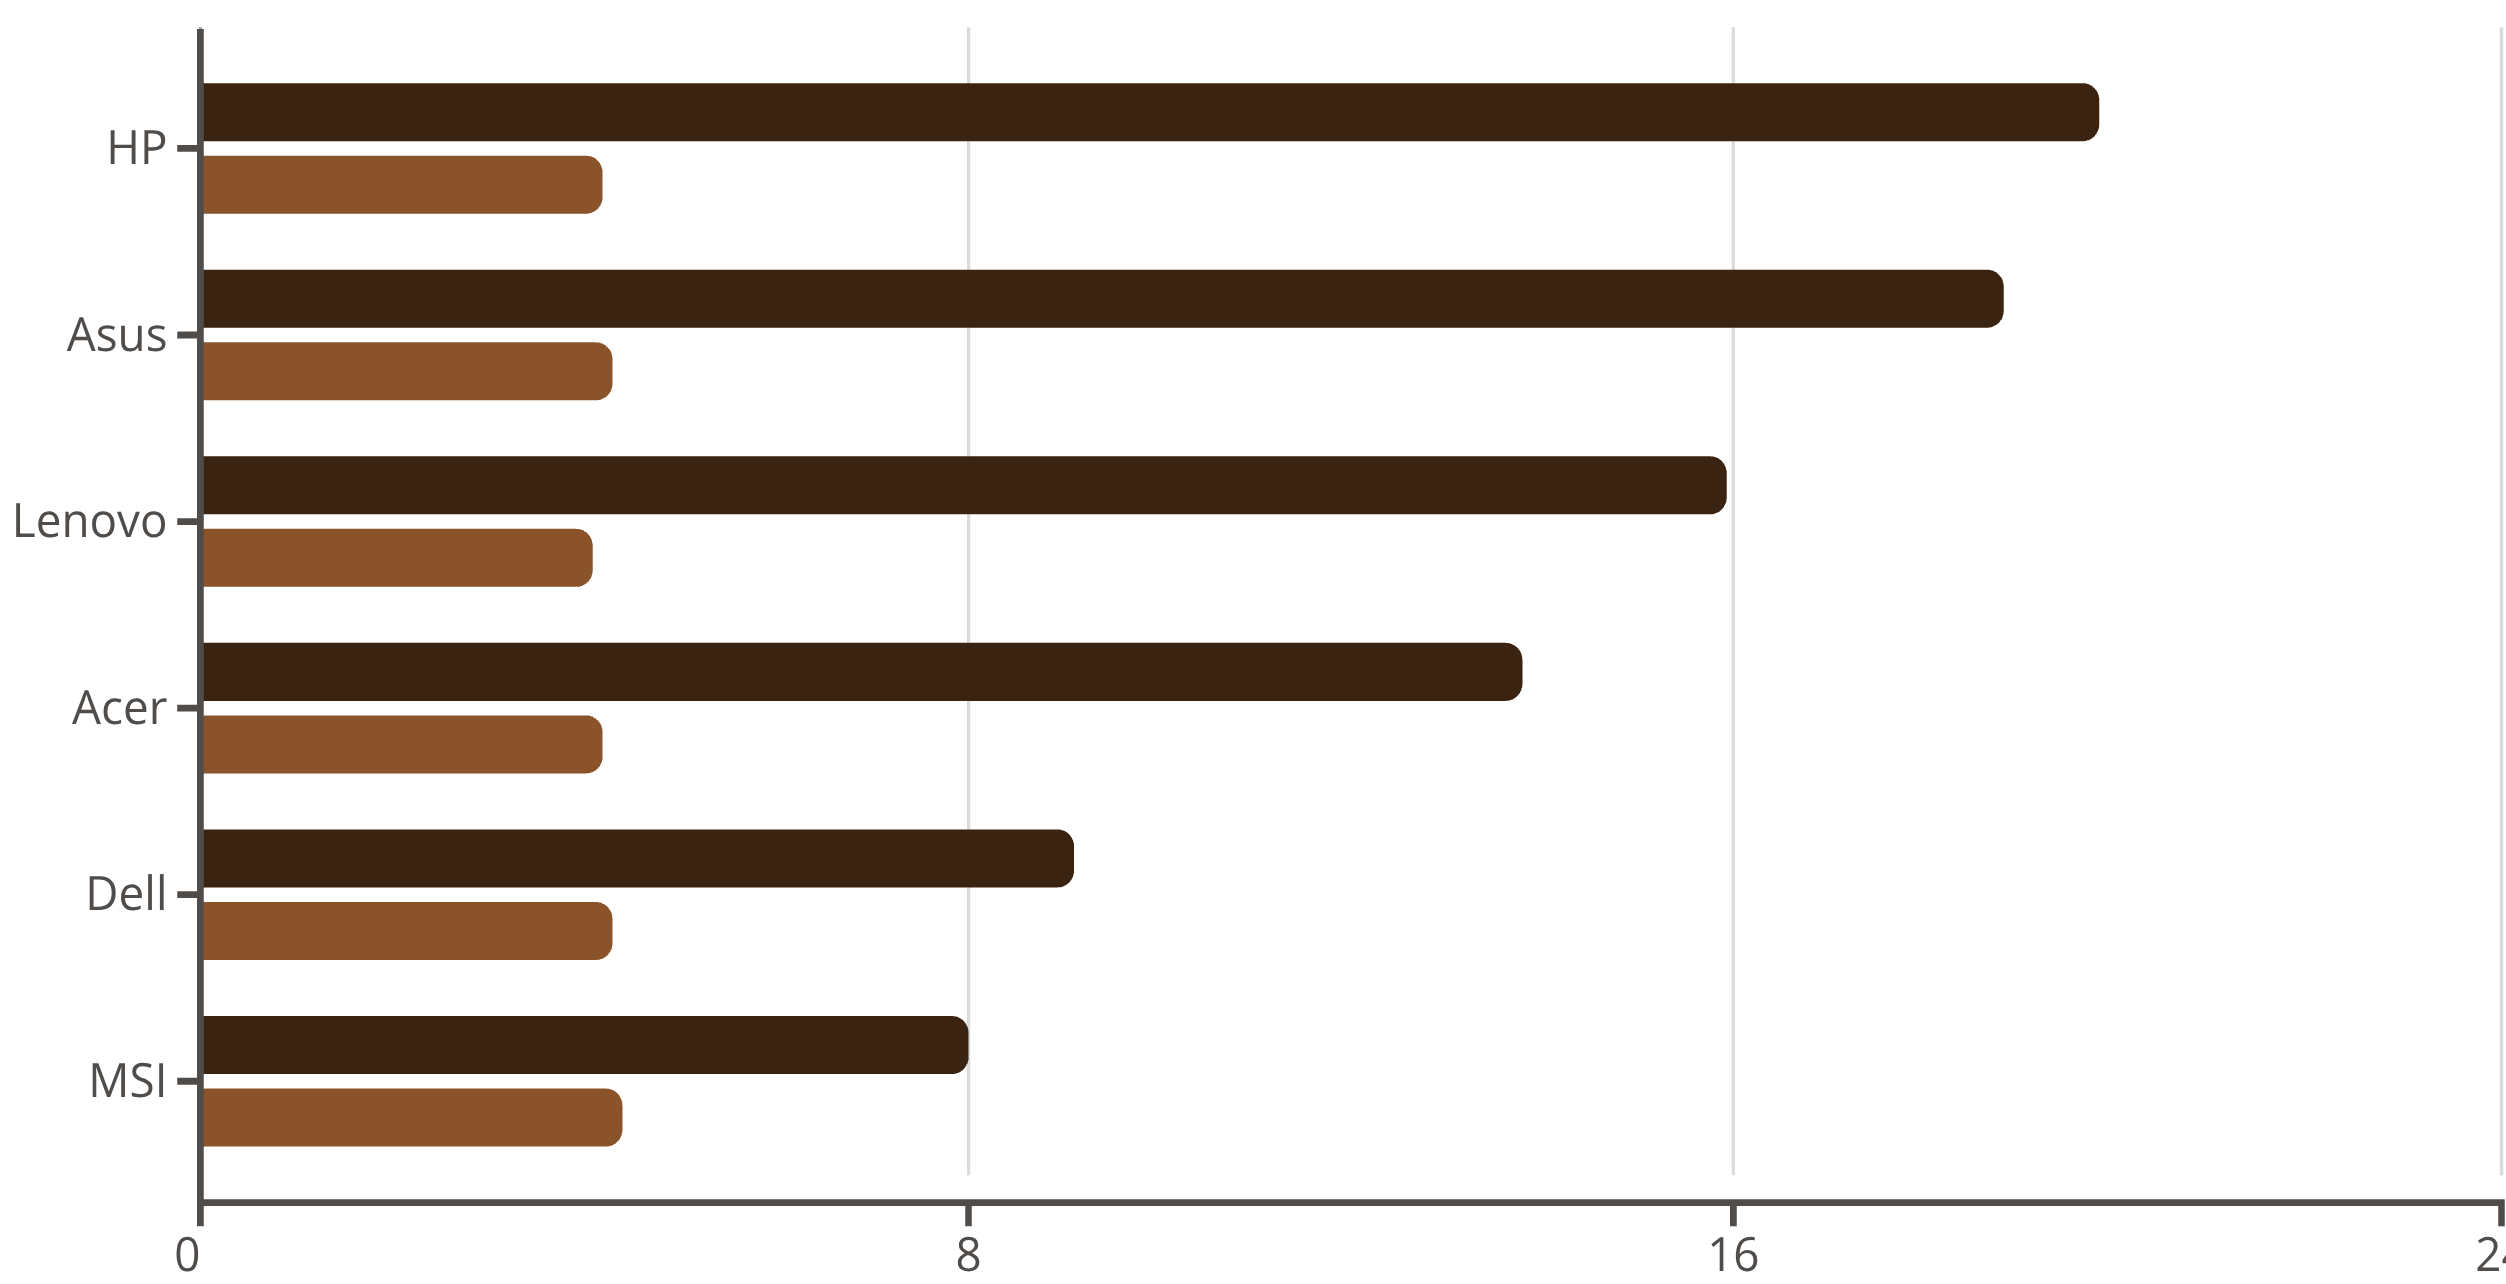 HP
Asus
Lenovo
Acer
Dell
MSI
0 8 16